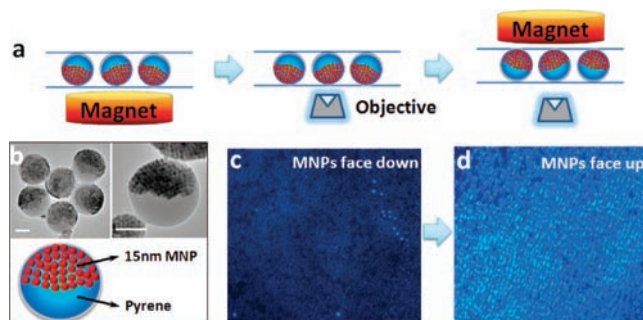 a
Magnet
Objective
Magnet
b
15nm MNP
Pyrene
c
MNPs face down
d
MNPs face up